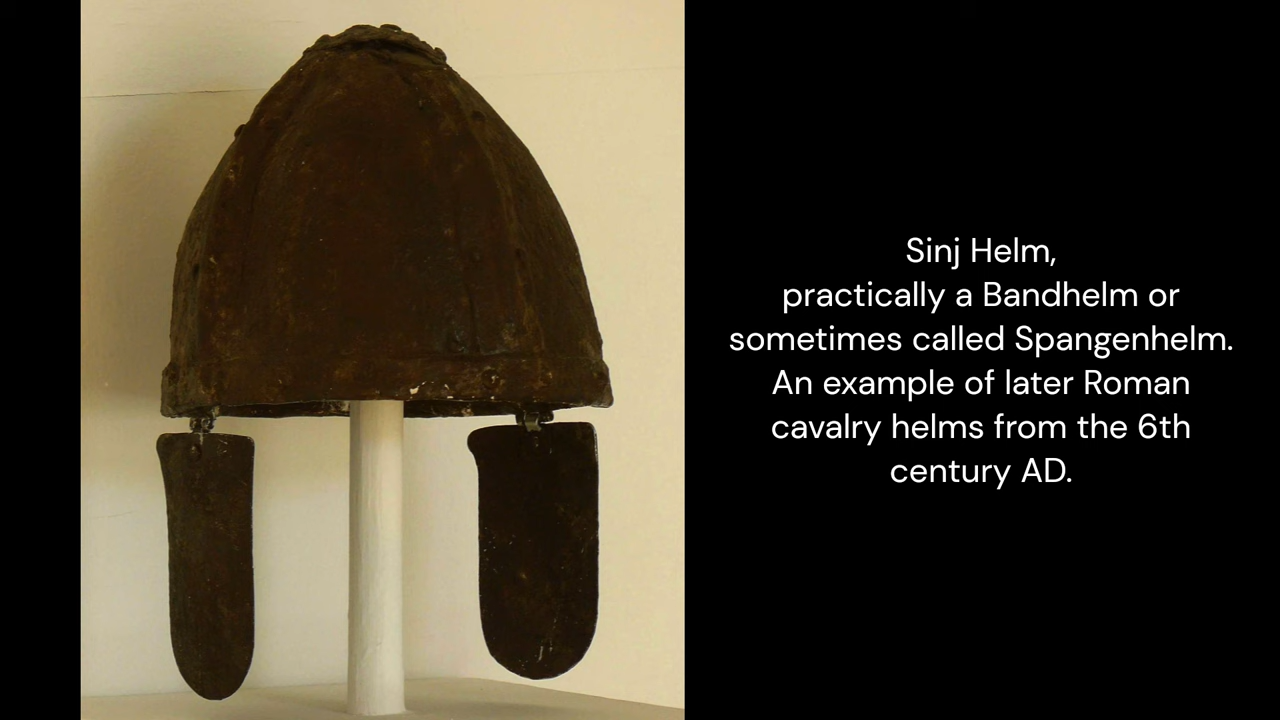 Sinj Helm,
practically a Bandhelm or
sometimes called Spangenhelm.
An example of later Roman
cavalry helms from the 6th
century AD.